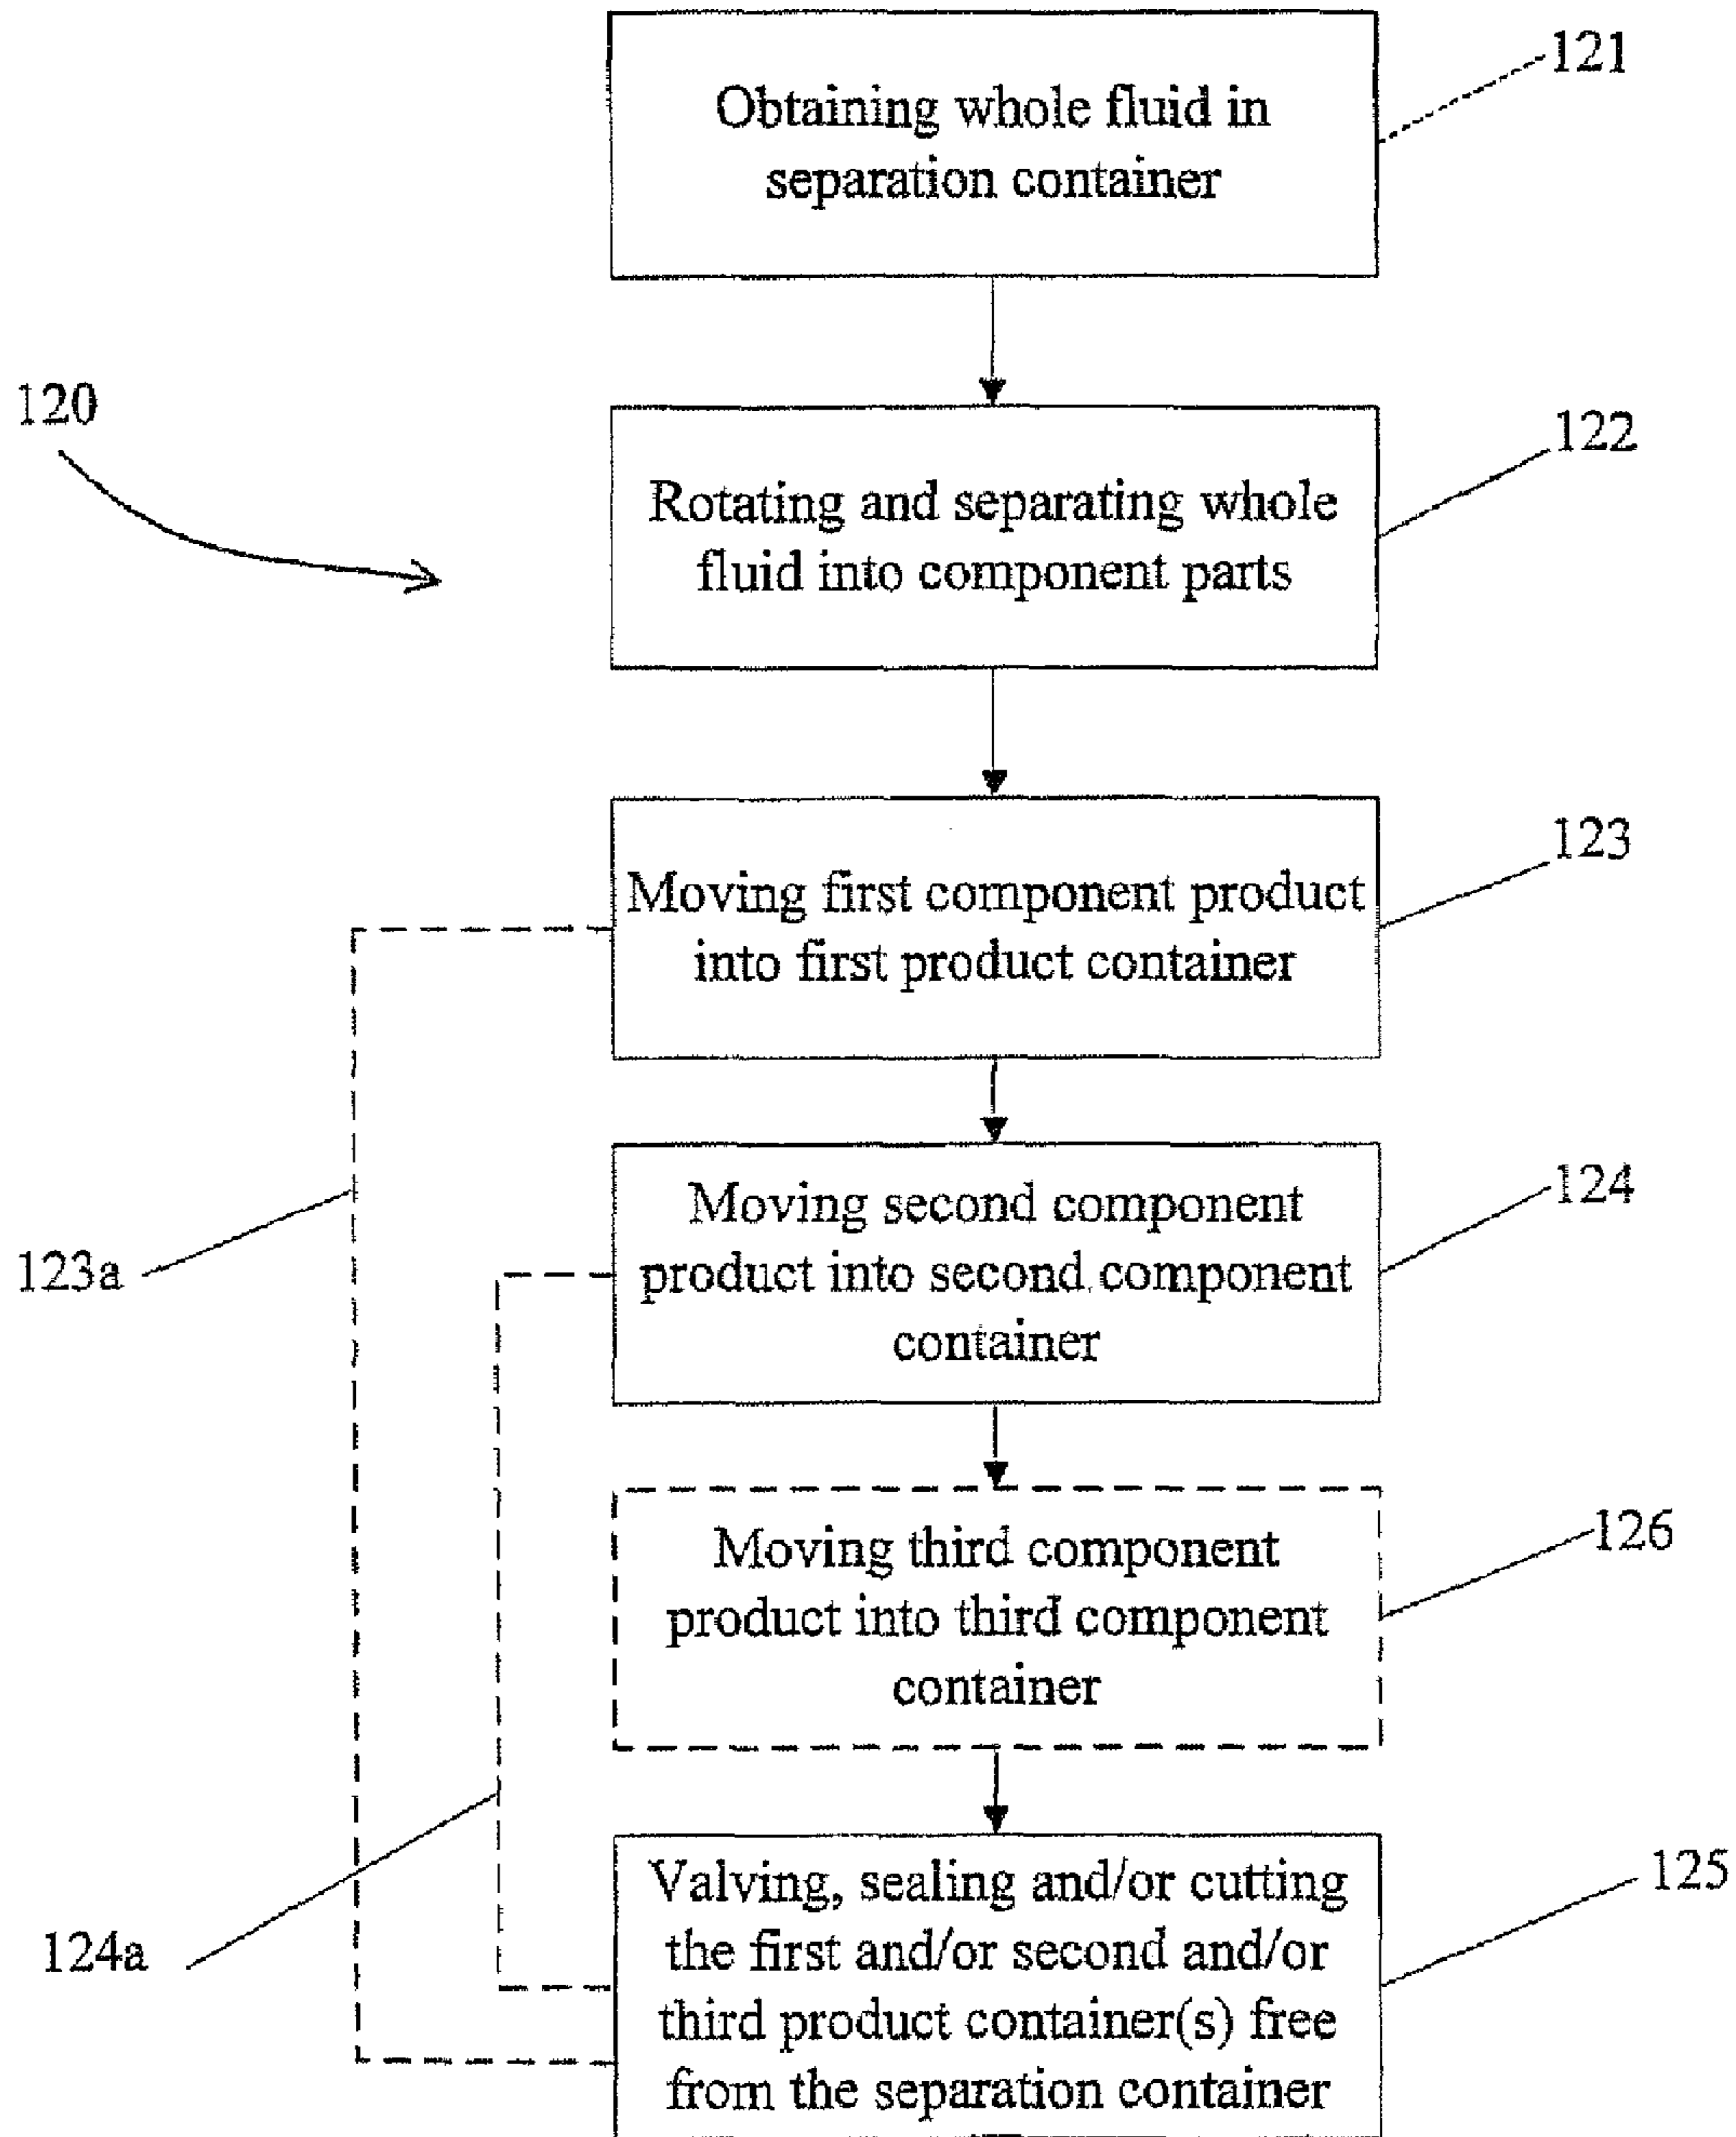 Obtaining whole fluid in
separation container
121
120
Rotating and separating whole
fluid into component parts
122
Moving first component product
into first product container
123
Moving second component
product into second component
container
124
123a
Moving third component
product into third component
container
126
Valving, sealing and/or cutting
the first and/or second and/or
third product container(s) free
from the separation container
125
124a